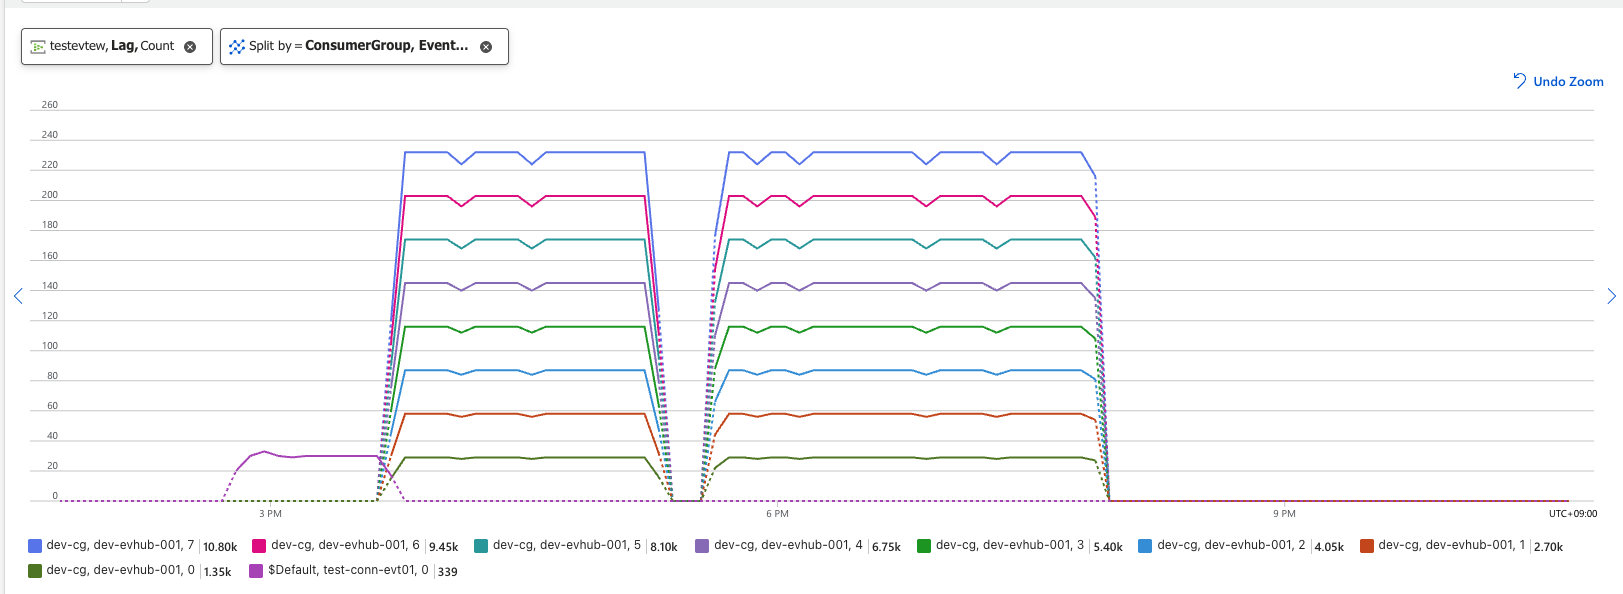 testevtew, Lag, Count
Split by = ConsumerGroup, Event...
Undo Zoom
260
240
220
200
180
160
140
120
100
80
60
40
20
0
3 PM
6 PM
9 PM
UTC+09:00
dev-cg, dev-evhub-001, 7 | 10.80k
dev-cg, dev-evhub-001, 6 | 9.45k
dev-cg, dev-evhub-001, 5 | 8.10k
dev-cg, dev-evhub-001, 4 | 6.75k
dev-cg, dev-evhub-001, 3 | 5.40k
dev-cg, dev-evhub-001, 2 | 4.05k
dev-cg, dev-evhub-001, 1 | 2.70k
dev-cg, dev-evhub-001, 0 | 1.35k
$Default, test-conn-evt01, 0 | 339